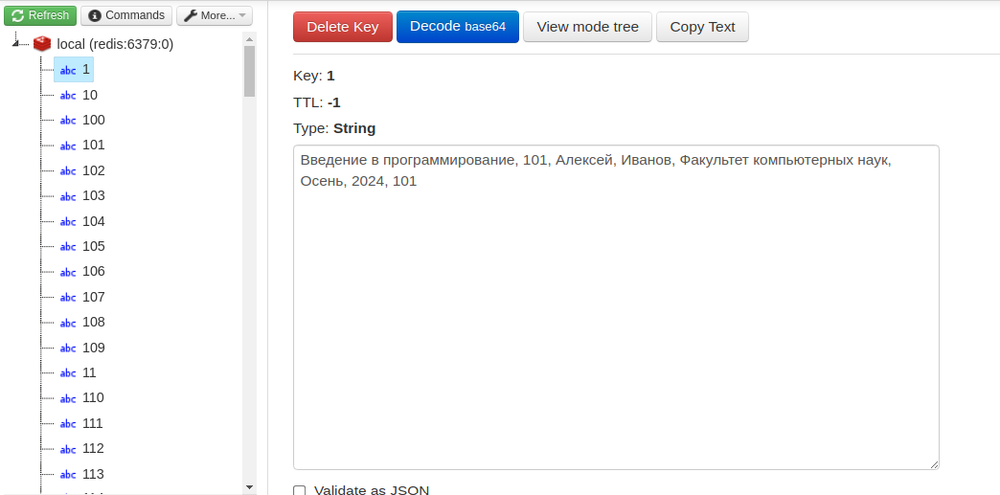 Refresh
Commands
More...
local (redis:6379:0)
abc 1
abc 10
abc 100
abc 101
abc 102
abc 103
abc 104
abc 105
abc 106
abc 107
abc 108
abc 109
abc 11
abc 110
abc 111
abc 112
abc 113
Delete Key
Decode base64
View mode tree
Copy Text
Key: 1
TTL: -1
Type: String
Введение в программирование, 101, Алексей, Иванов, Факультет компьютерных наук,
Осень, 2024, 101
Validate as JSON